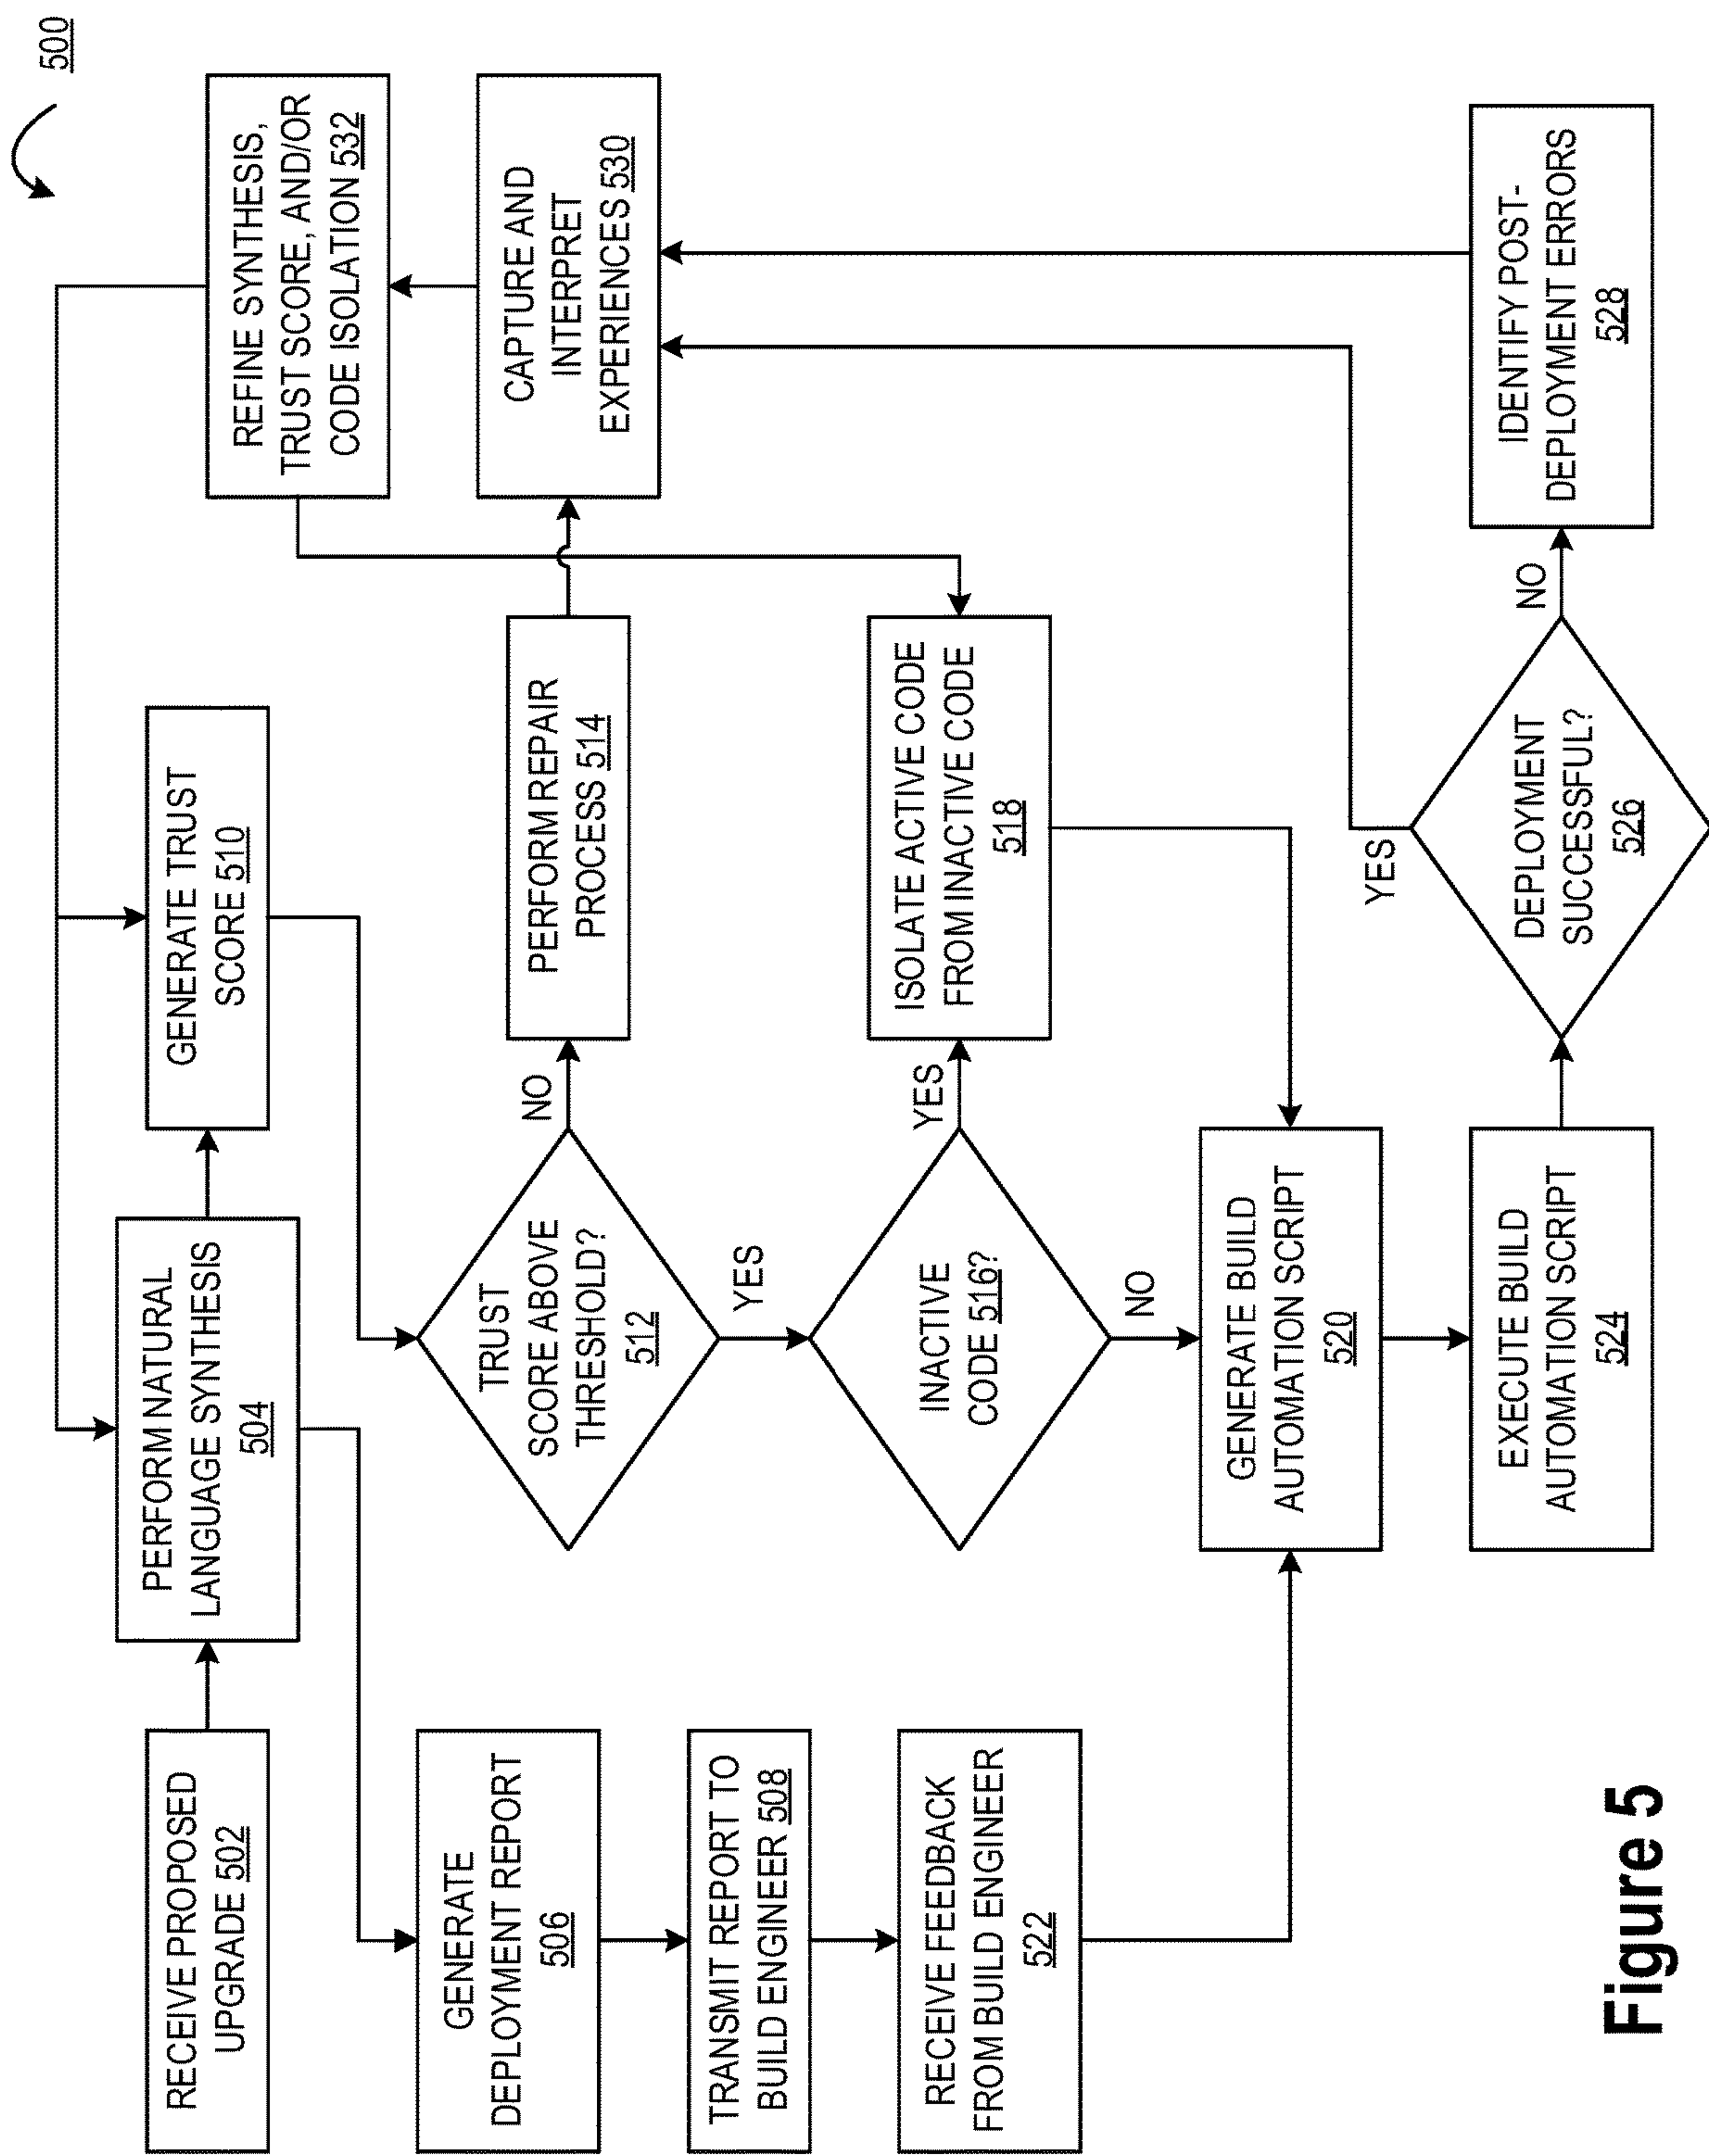 500
RECEIVE PROPOSED
UPGRADE 502
PERFORM NATURAL
LANGUAGE SYNTHESIS
504
GENERATE TRUST
SCORE 510
REFINE SYNTHESIS,
TRUST SCORE, AND/OR
CODE ISOLATION 532
GENERATE
DEPLOYMENT REPORT
506
TRUST
SCORE ABOVE
THRESHOLD?
512
NO
PERFORM REPAIR
PROCESS 514
CAPTURE AND
INTERPRET
EXPERIENCES 530
YES
TRANSMIT REPORT TO
BUILD ENGINEER 508
RECEIVE FEEDBACK
FROM BUILD ENGINEER
522
INACTIVE
CODE 516?
YES
ISOLATE ACTIVE CODE
FROM INACTIVE CODE
518
NO
GENERATE BUILD
AUTOMATION SCRIPT
520
YES
EXECUTE BUILD
AUTOMATION SCRIPT
524
DEPLOYMENT
SUCCESSFUL?
526
NO
IDENTIFY POST-
DEPLOYMENT ERRORS
528
Figure 5